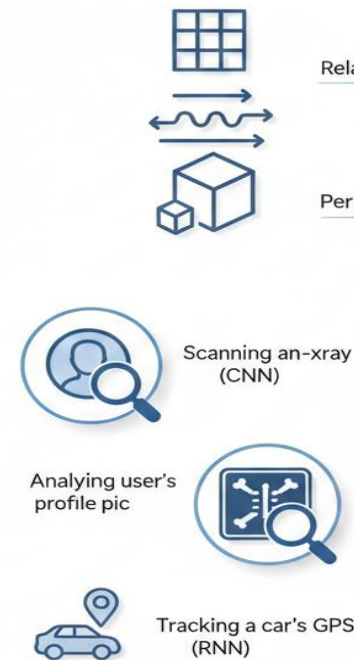 Rela
Per
Scanning an-xray
(CNN)
Analying user's
profile pic
Tracking a car's GPS
(RNN)